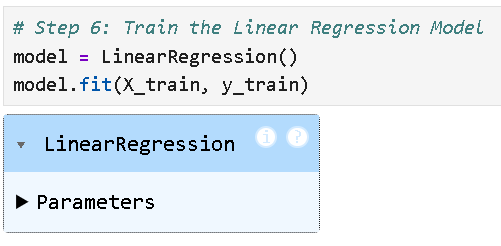 # Step 6: Train the Linear Regression Model
model = LinearRegression()
model.fit(X_train, y_train)
▾ LinearRegression i ?
▶ Parameters